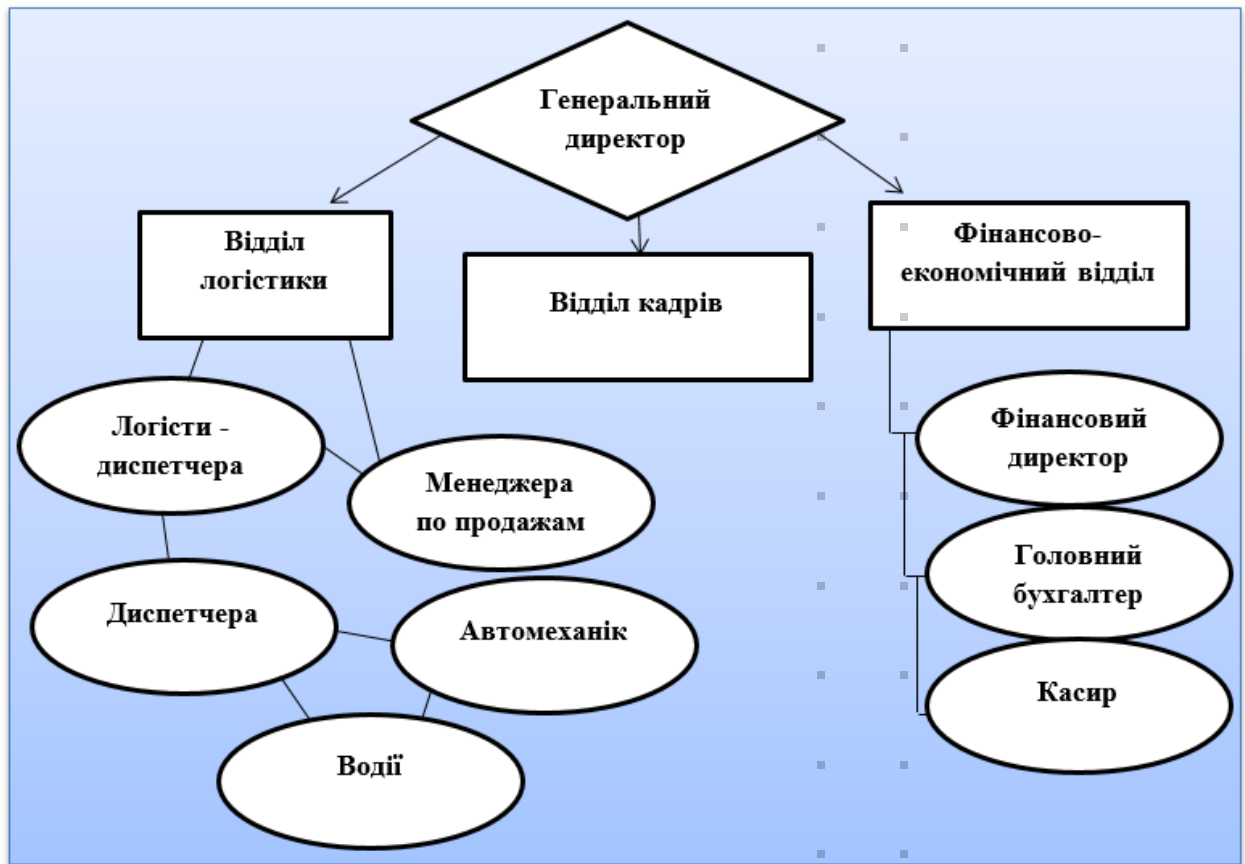 Генеральний
директор
Відділ
логістики
Відділ кадрів
Фінансово-
економічний відділ
Логісти -
диспетчера
Менеджера
по продажам
Диспетчера
Автомеханік
Водії
Фінансовий
директор
Головний
бухгалтер
Касир